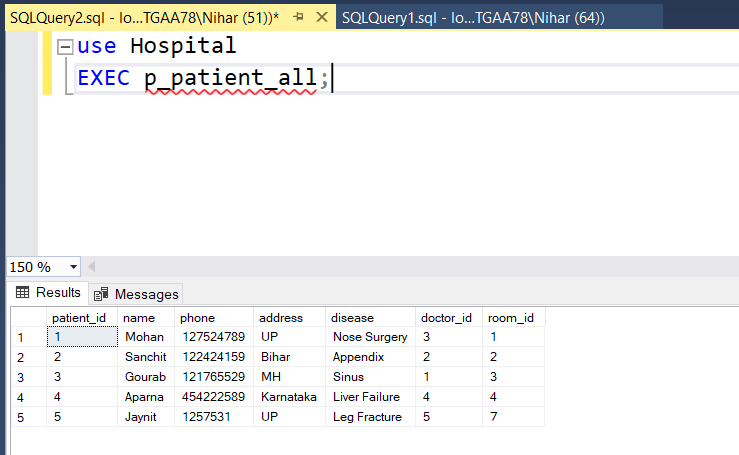 SQLQuery2.sql - lo...TGAA78\Nihar (51))* SQLQuery1.sql - lo...TGAA78\Nihar (64))
use Hospital
EXEC p_patient_all;
150 %
Results Messages
patient_id name phone address disease doctor_id room_id
1 1 Mohan 127524789 UP Nose Surgery 3 1
2 2 Sanchit 122424159 Bihar Appendix 2 2
3 3 Gourab 121765529 MH Sinus 1 3
4 4 Aparna 454222589 Karnataka Liver Failure 4 4
5 5 Jaynit 1257531 UP Leg Fracture 5 7